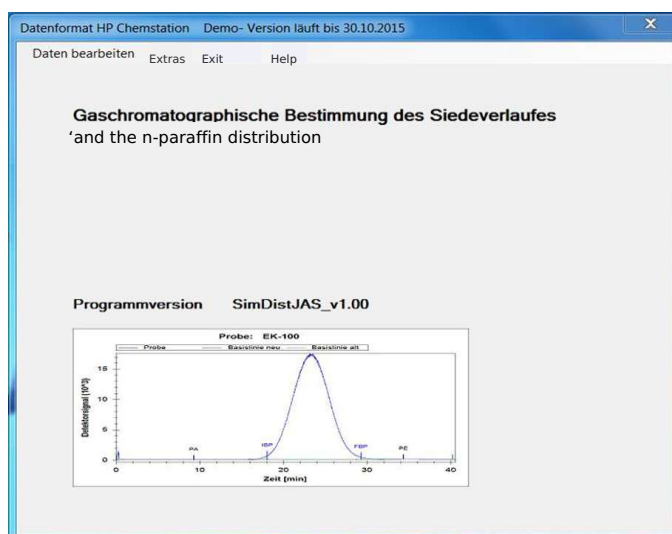 Datenformat HP Chemstation Demo- Version läuft bis 30.10.2015 X
Daten bearbeiten Extras Exit Help
Gaschromatographische Bestimmung des Siedeverlaufes
‘and the n-paraffin distribution
Programmversion SimDistJAS_v1.00
Probe: EK-100
Probe Basislinie neu Basislinie alt
Detektorsignal (10^3)
15
10
5
0
PA IBP FBP PE
0 10 20 30 40
Zeit [min]